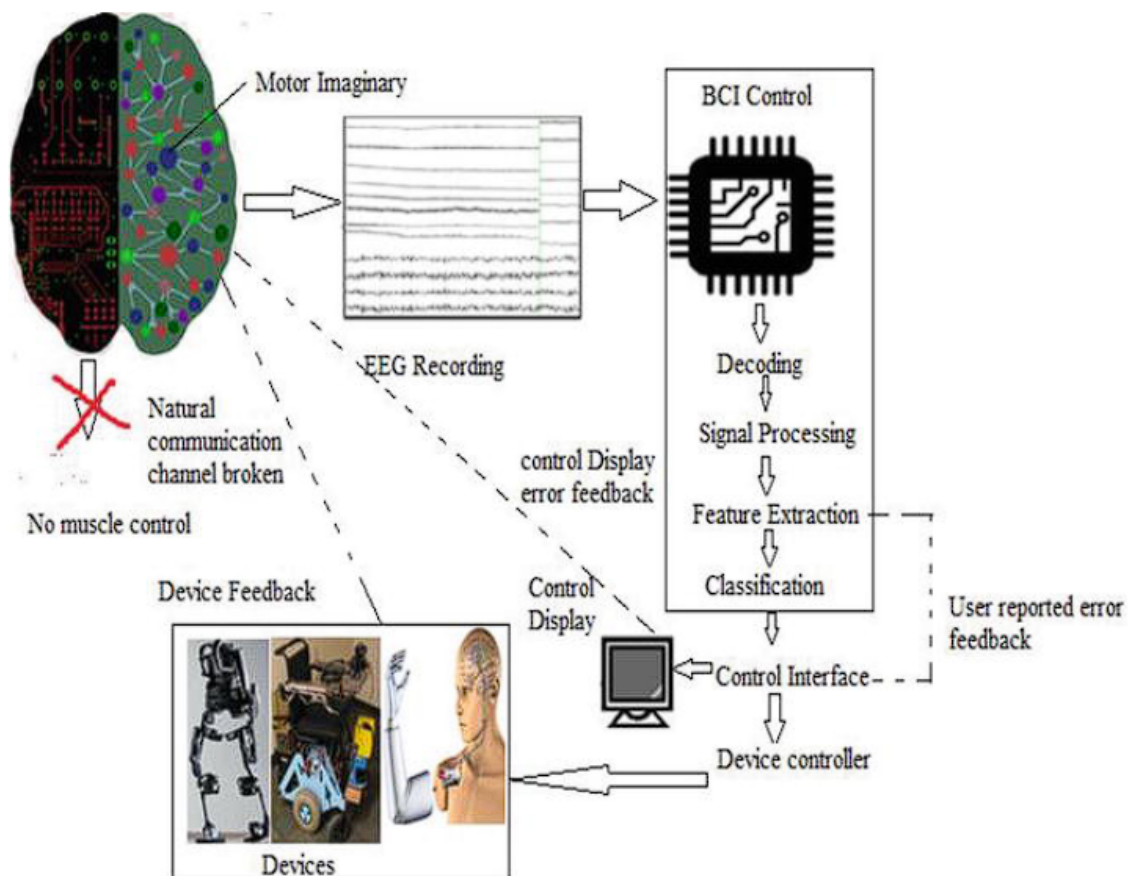 Motor Imaginary
BCI Control
EEG Recording
Decoding
Signal Processing
Feature Extraction
Classification
Natural
communication
channel broken
No muscle control
control Display
error feedback
Device Feedback
Control
Display
User reported error
feedback
Control Interface
Device controller
Devices